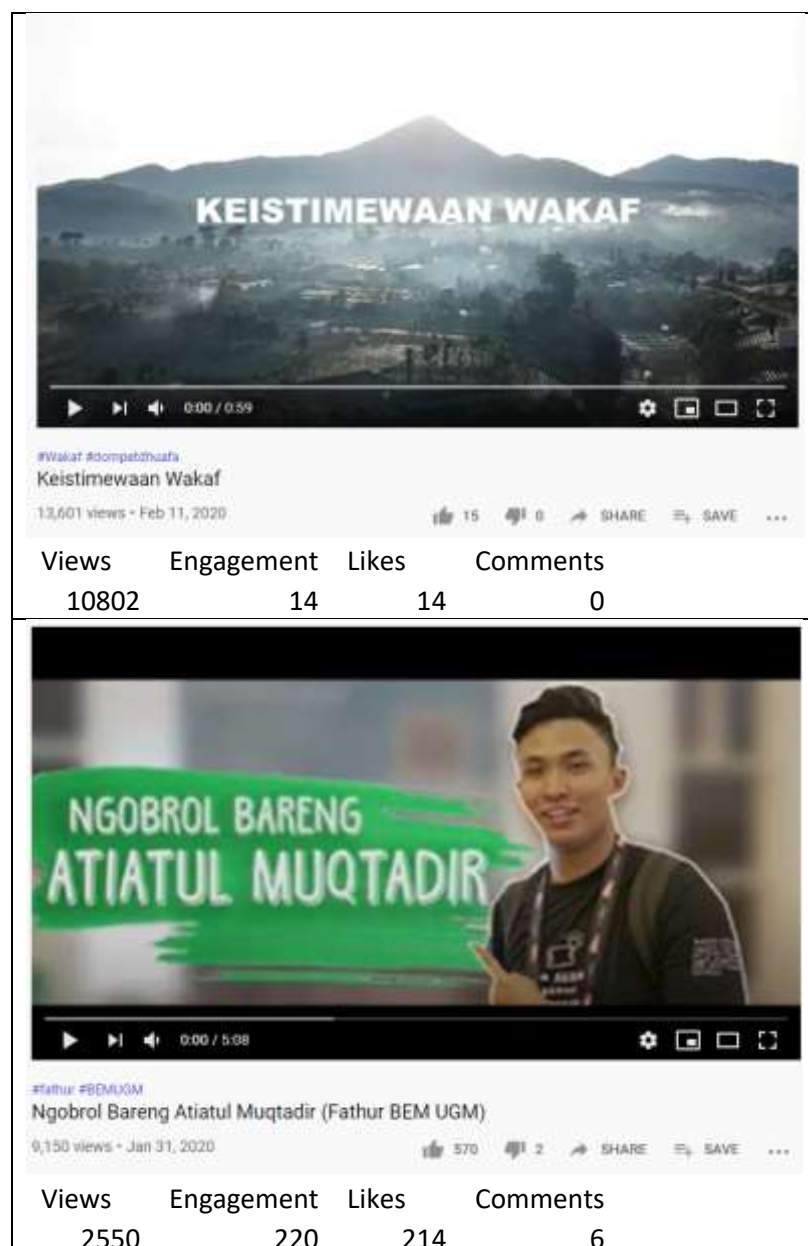 KEISTIMEWAAN WAKAF
0:00 / 0:59
#Wakaf #dompetdhuafa
Keistimewaan Wakaf
13,601 views • Feb 11, 2020 15 0 SHARE SAVE
Views Engagement Likes Comments
10802 14 14 0
NGOBROL BARENG
ATIATUL MUQTADIR
0:00 / 5:08
#fathur #BEMUGM
Ngobrol Bareng Atiatul Muqtadir (Fathur BEM UGM)
9,150 views • Jan 31, 2020 570 2 SHARE SAVE
Views Engagement Likes Comments
2550 220 214 6